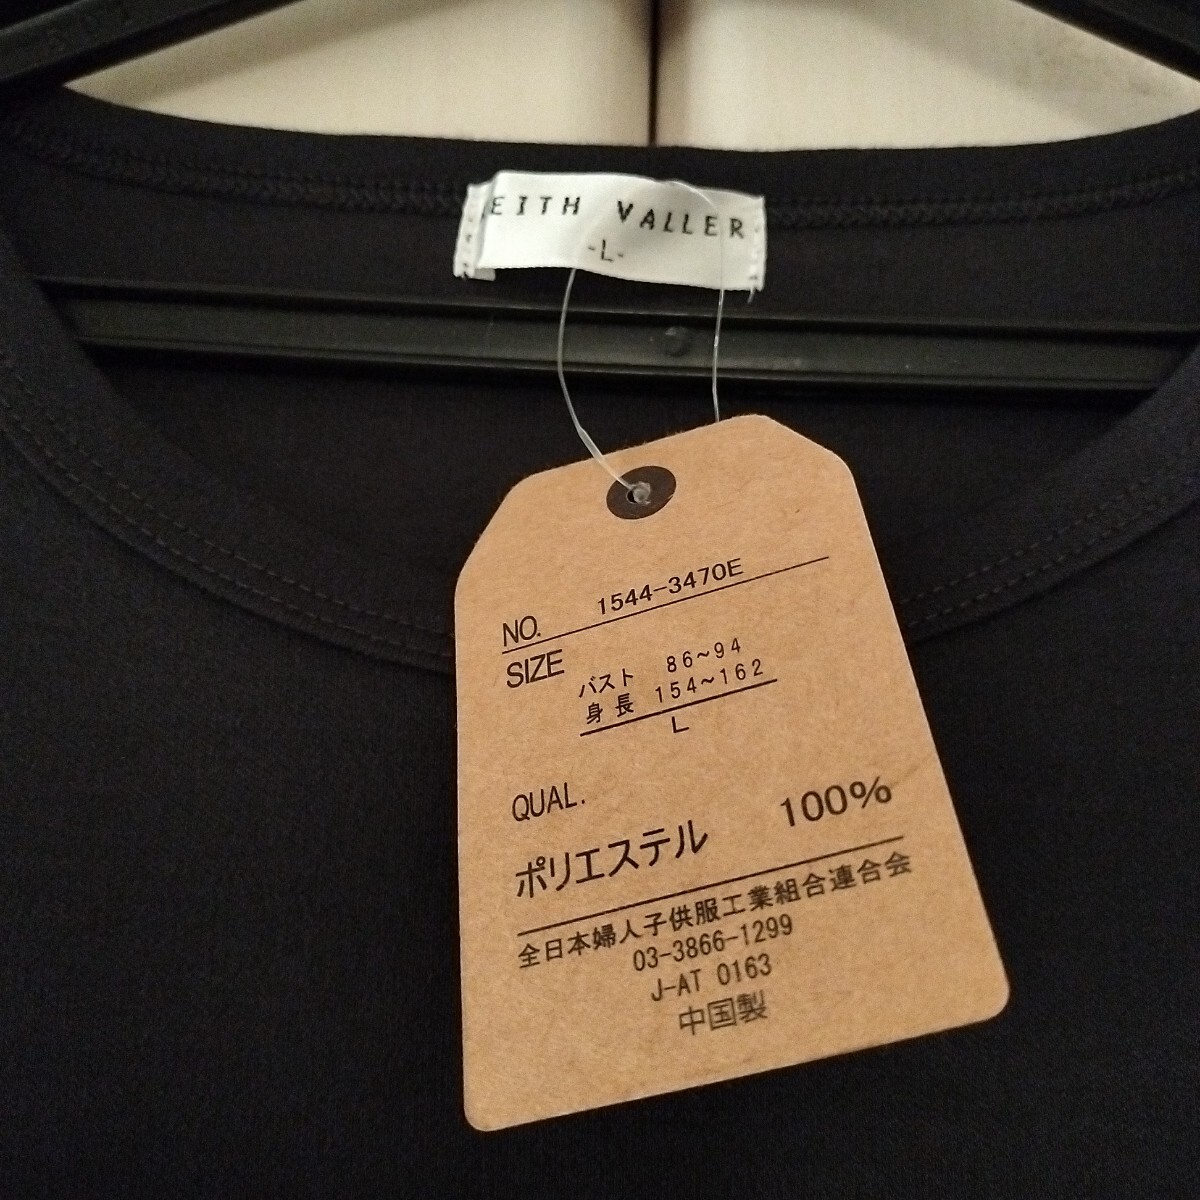 EITH VALLER
-L-
NO. 1544-3470E
SIZE
バスト 86~94
身長 154~162
L
QUAL.
ポリエステル 100%
全日本婦人子供服工業組合連合会
03-3866-1299
J-AT 0163
中国製